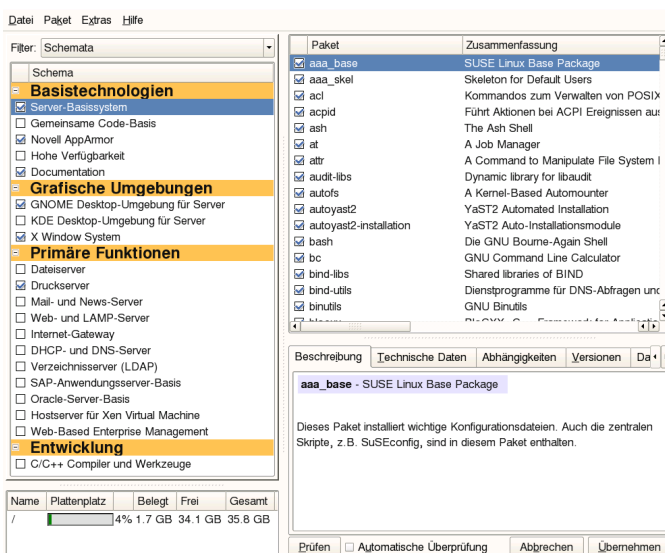 Datei Paket Extras Hilfe
Filter: Schemata
Schema
Basistechnologien
Server-Basissystem
Gemeinsame Code-Basis
Novell AppArmor
Hohe Verfügbarkeit
Documentation
Grafische Umgebungen
GNOME Desktop-Umgebung für Server
KDE Desktop-Umgebung für Server
X Window System
Primäre Funktionen
Dateiserver
Druckserver
Mail- und News-Server
Web- und LAMP-Server
Internet-Gateway
DHCP- und DNS-Server
Verzeichnisserver (LDAP)
SAP-Anwendungsserver-Basis
Oracle-Server-Basis
Hostserver für Xen Virtual Machine
Web-Based Enterprise Management
Entwicklung
C/C++ Compiler und Werkzeuge
Name Plattenplatz Belegt Frei Gesamt
/ 4% 1.7 GB 34.1 GB 35.8 GB
Paket Zusammenfassung
aaa_base SUSE Linux Base Package
aaa_skel Skeleton for Default Users
acl Kommandos zum Verwalten von POSIX
acpid Führt Aktionen bei ACPI Ereignissen aus
ash The Ash Shell
at A Job Manager
attr A Command to Manipulate File System
audit-libs Dynamic library for libaudit
autofs A Kernel-Based Automounter
autoyast2 YaST2 Automated Installation
autoyast2-installation YaST2 Auto-Installationsmodule
bash Die GNU Bourne-Again Shell
bc GNU Command Line Calculator
bind-libs Shared libraries of BIND
bind-utils Dienstprogramme für DNS-Abfragen und
binutils GNU Binutils
Beschreibung Technische Daten Abhängigkeiten Versionen Da
aaa_base - SUSE Linux Base Package
Dieses Paket installiert wichtige Konfigurationsdateien. Auch die zentralen
Skripte, z.B. SuSEconfig, sind in diesem Paket enthalten.
Prüfen Automatische Überprüfung Abbrechen Übernehmen